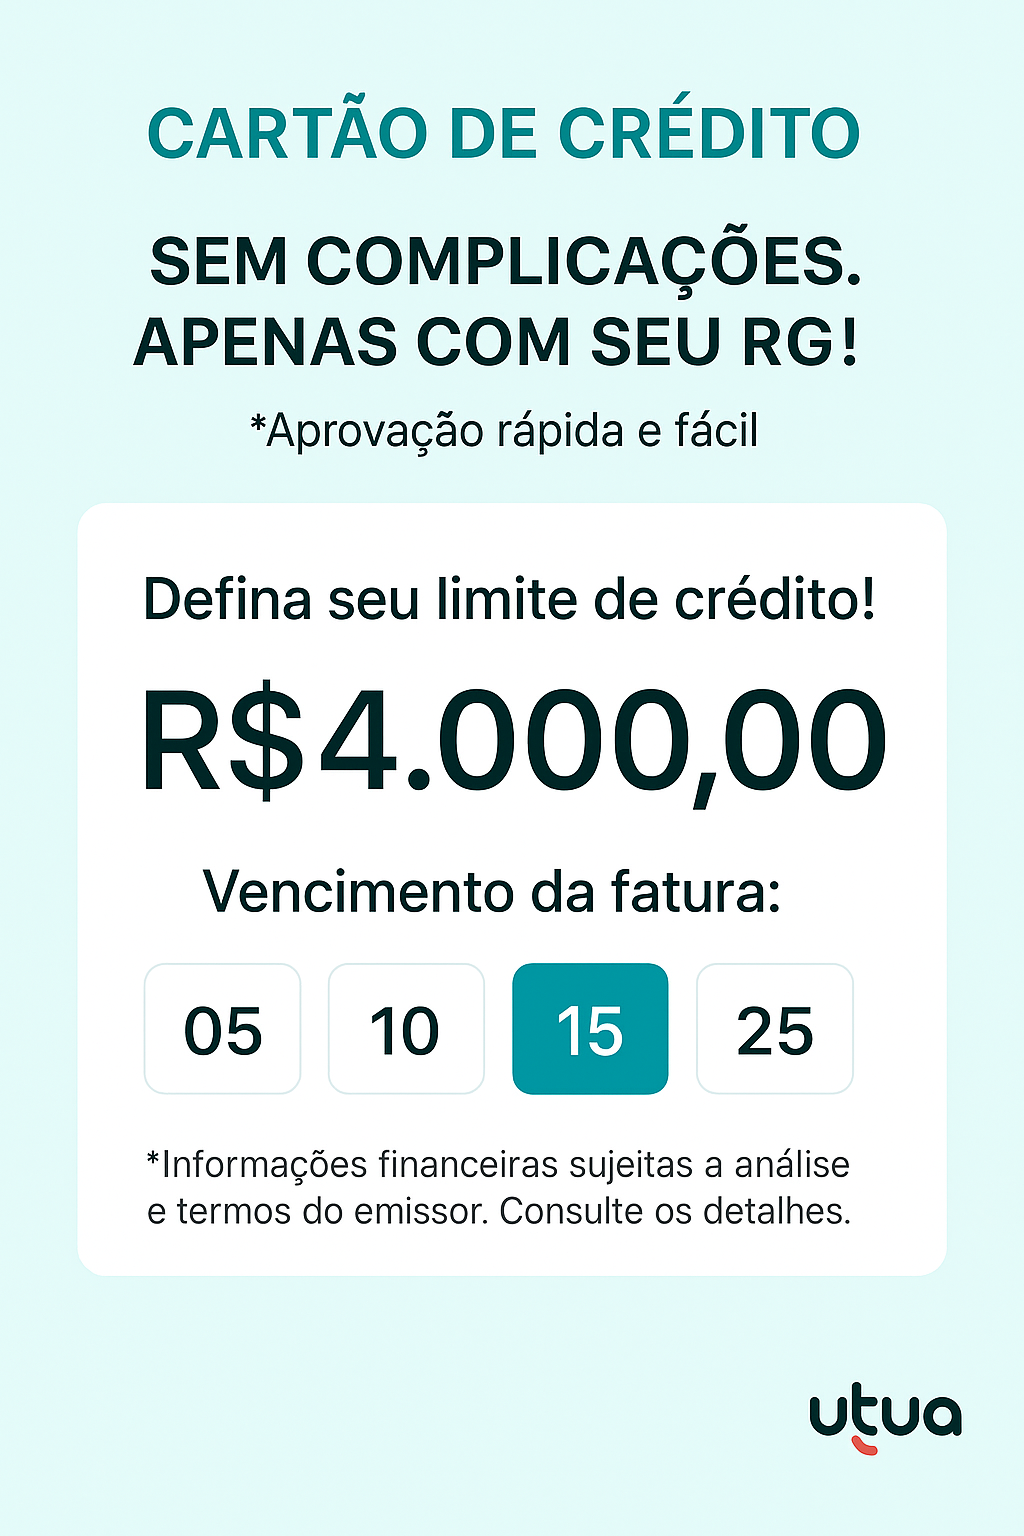 CARTÃO DE CRÉDITO
SEM COMPLICAÇÕES.
APENAS COM SEU RG!
*Aprovação rápida e fácil
Defina seu limite de crédito!
R$4.000,00
Vencimento da fatura:
05 10 15 25
*Informações financeiras sujeitas a análise
e termos do emissor. Consulte os detalhes.
utua